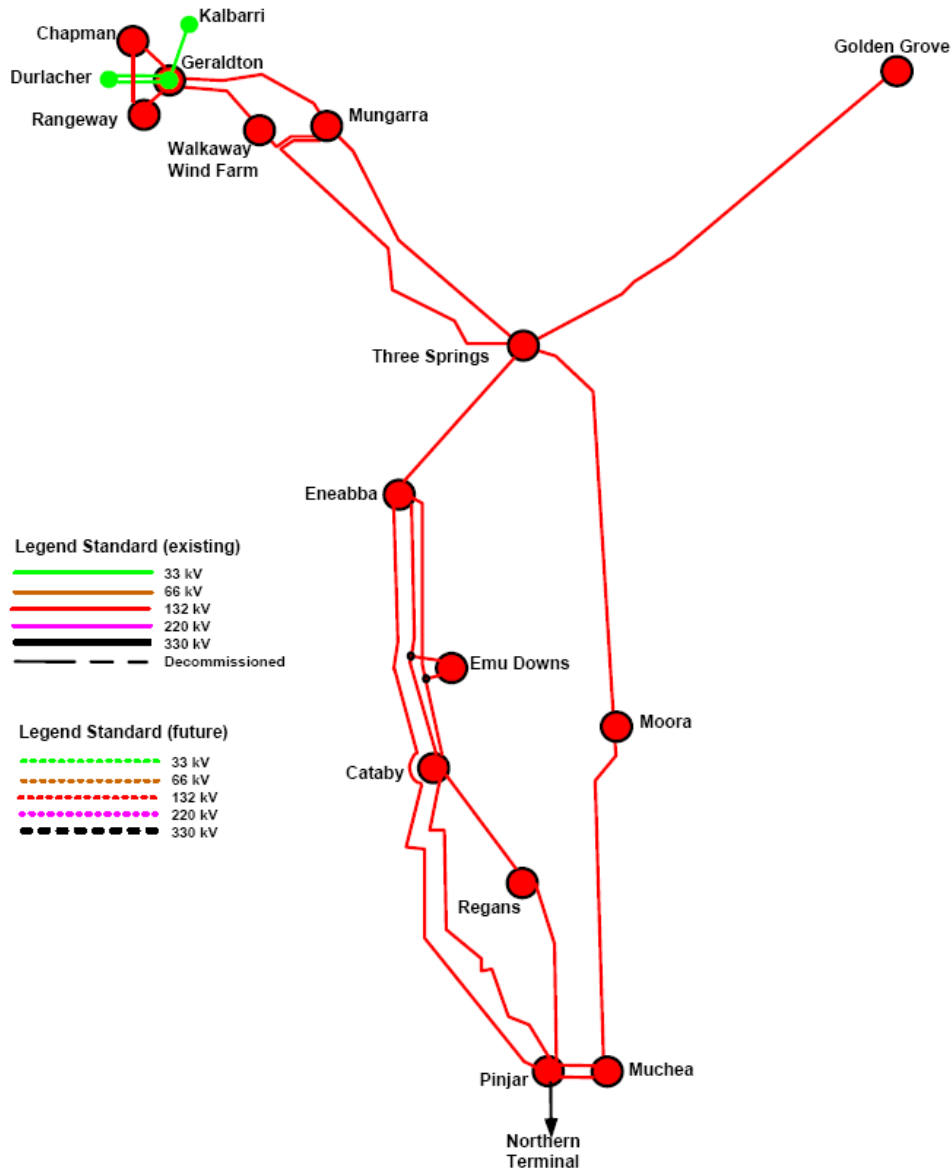 Kalbarri
Chapman
Golden Grove
Geraldton
Durlacher
Rangeway
Mungarra
Walkaway
Wind Farm
Three Springs
Eneabba
Legend Standard (existing)
33 kV
66 kV
132 kV
220 kV
330 kV
Decommissioned
Emu Downs
Moora
Legend Standard (future)
33 kV
66 kV
132 kV
220 kV
330 kV
Cataby
Regans
Pinjar
Muchea
Northern
Terminal